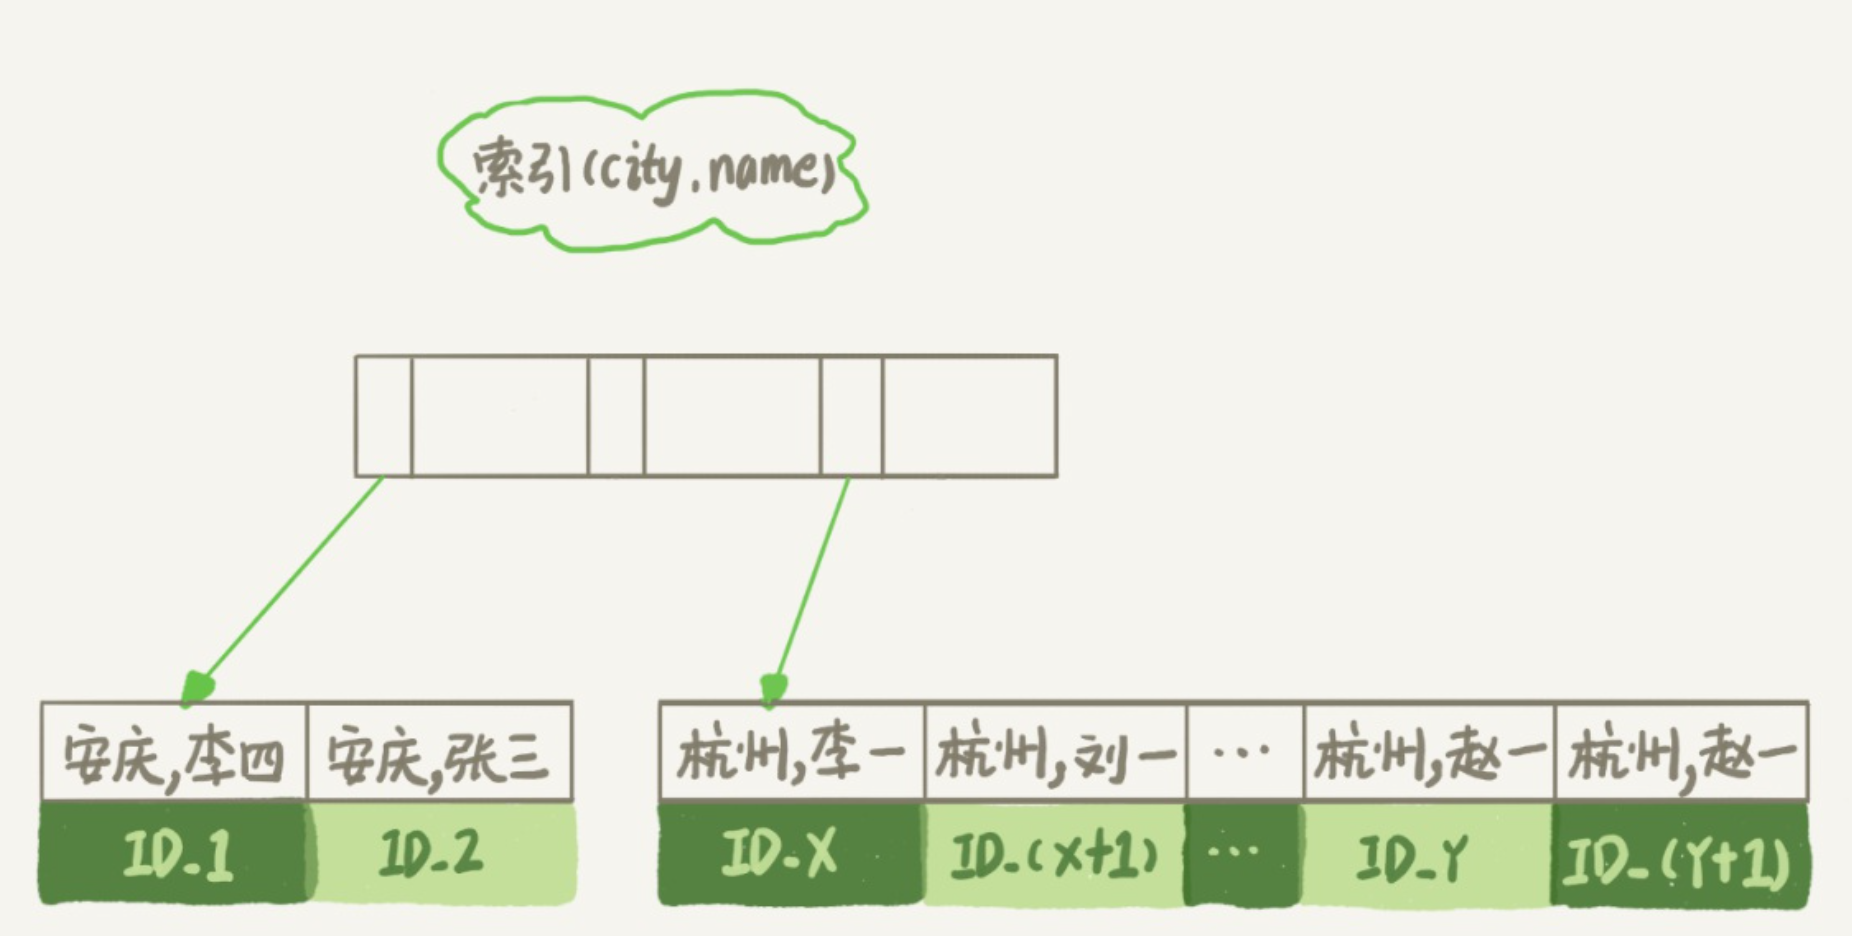 索引(city,name)
安庆,李四 安庆,张三 杭州,李一 杭州,刘一 ... 杭州,赵一 杭州,赵一
ID_1 ID_2 ID_X ID_(X+1) ... ID_Y ID_(Y+1)